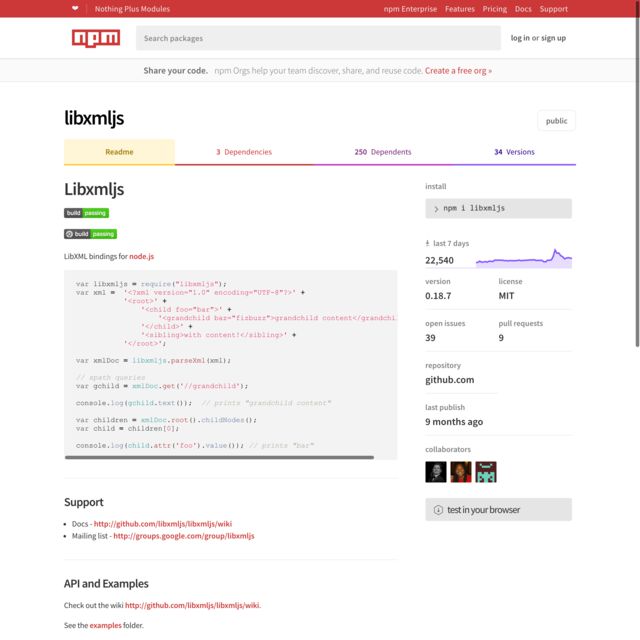 ❤ Nothing Plus Modules
npm Enterprise Features Pricing Docs Support
npm
Search packages
log in or sign up
Share your code. npm Orgs help your team discover, share, and reuse code. Create a free org »
libxmljs
public
Readme
3 Dependencies
250 Dependents
34 Versions
Libxmljs
build passing
build passing
LibXML bindings for node.js
var libxmljs = require("libxmljs");
var xml =  '<?xml version="1.0" encoding="UTF-8"?>' +
           '<root>' +
               '<child foo="bar">' +
                   '<grandchild baz="fizbuzz">grandchild content</grandchi
               '</child>' +
               '<sibling>with content!</sibling>' +
           '</root>';
var xmlDoc = libxmljs.parseXml(xml);
// xpath queries
var gchild = xmlDoc.get('//grandchild');
console.log(gchild.text());  // prints "grandchild content"
var children = xmlDoc.root().childNodes();
var child = children[0];
console.log(child.attr('foo').value()); // prints "bar"
Support
Docs - http://github.com/libxmljs/libxmljs/wiki
Mailing list - http://groups.google.com/group/libxmljs
API and Examples
Check out the wiki http://github.com/libxmljs/libxmljs/wiki.
See the examples folder.
install
> npm i libxmljs
last 7 days
22,540
version
license
0.18.7
MIT
open issues
pull requests
39
9
repository
github.com
last publish
9 months ago
collaborators
test in your browser